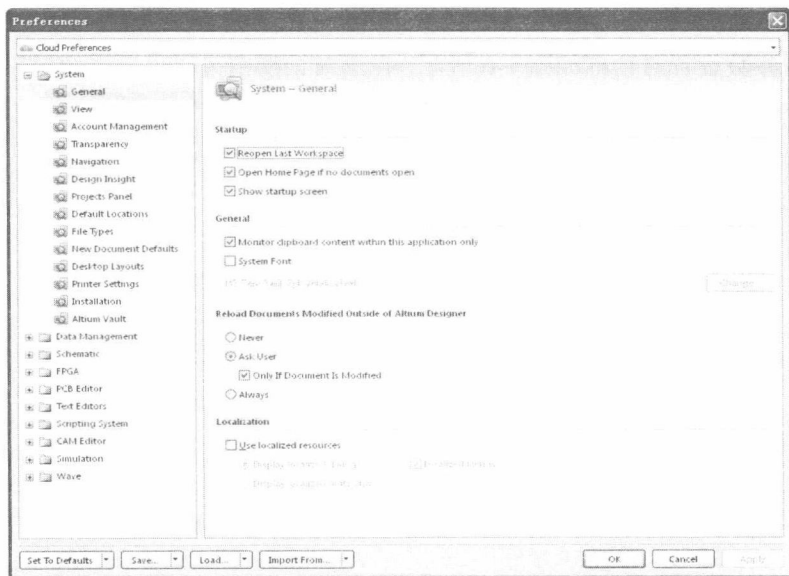 Preferences
Cloud Preferences
System
General
View
Account Management
Transparency
Navigation
Design Insight
Projects Panel
Default Locations
File Types
New Document Defaults
Desktop Layouts
Printer Settings
Installation
Altium Vault
Data Management
Schematic
FPGA
PCB Editor
Text Editors
Scripting System
CAM Editor
Simulation
Wave
System – General
Startup
Reopen Last Workspace
Open Home Page if no documents open
Show startup screen
General
Monitor clipboard content within this application only
System Font
Change...
Reload Documents Modified Outside of Altium Designer
Never
Ask User
Only If Document Is Modified
Always
Localization
Use localized resources
Set To Defaults
Save...
Load...
Import From...
OK
Cancel
Apply